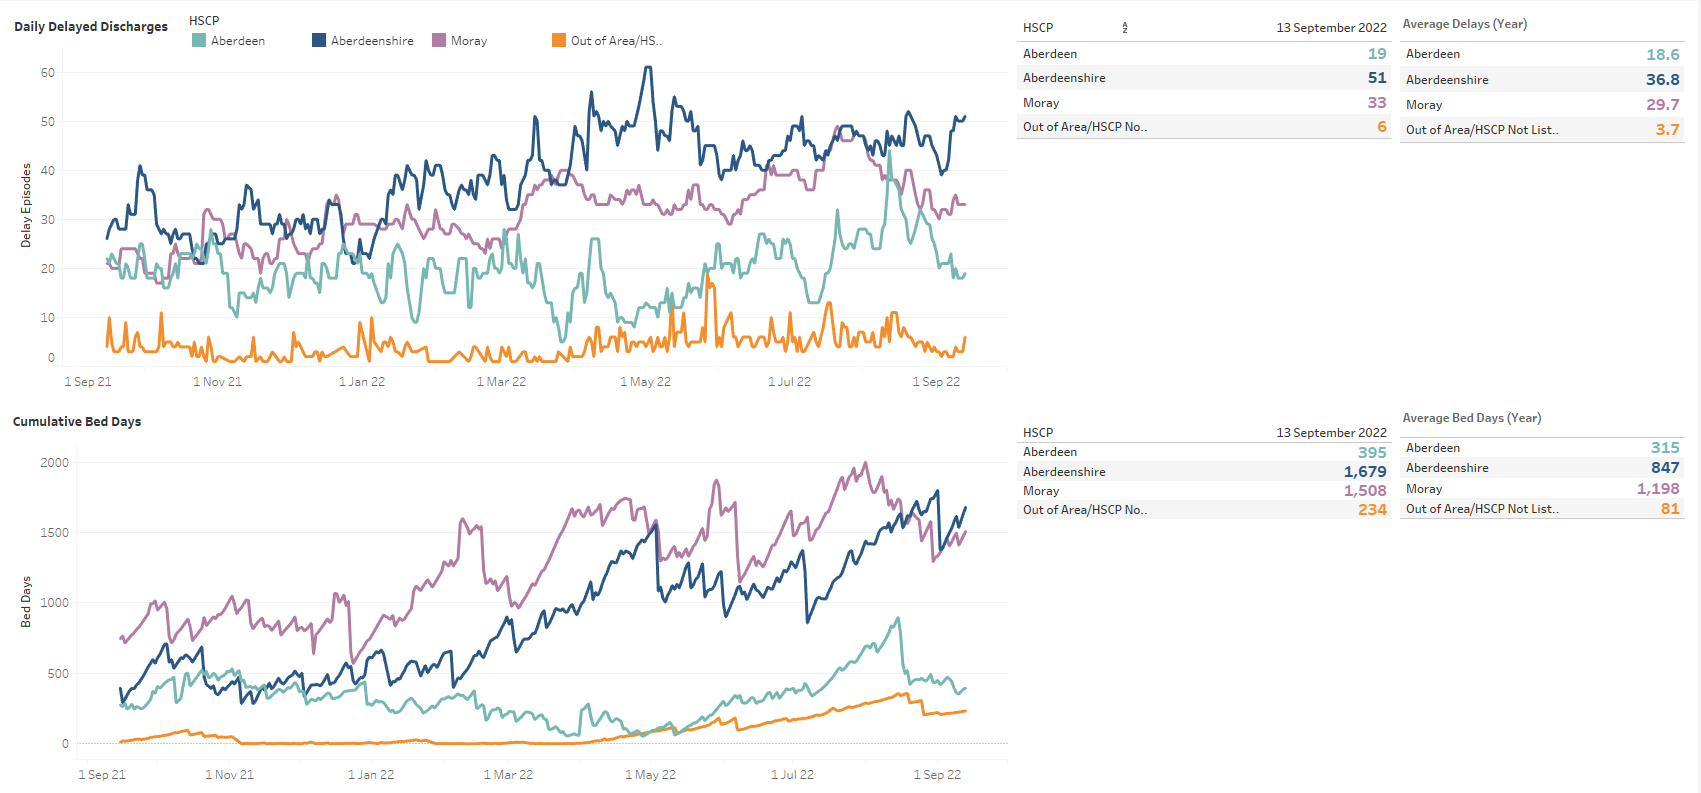 HSCP
Daily Delayed Discharges
Aberdeen Aberdeenshire Moray Out of Area/HS..
Delay Episodes
60
50
40
30
20
10
0
1 Sep 21 1 Nov 21 1 Jan 22 1 Mar 22 1 May 22 1 Jul 22 1 Sep 22
HSCP 13 September 2022
Aberdeen 19
Aberdeenshire 51
Moray 33
Out of Area/HSCP No.. 6
Average Delays (Year)
Aberdeen 18.6
Aberdeenshire 36.8
Moray 29.7
Out of Area/HSCP Not List.. 3.7
Cumulative Bed Days
Bed Days
2000
1500
1000
500
0
1 Sep 21 1 Nov 21 1 Jan 22 1 Mar 22 1 May 22 1 Jul 22 1 Sep 22
HSCP 13 September 2022
Aberdeen 395
Aberdeenshire 1,679
Moray 1,508
Out of Area/HSCP No.. 234
Average Bed Days (Year)
Aberdeen 315
Aberdeenshire 847
Moray 1,198
Out of Area/HSCP Not List.. 81